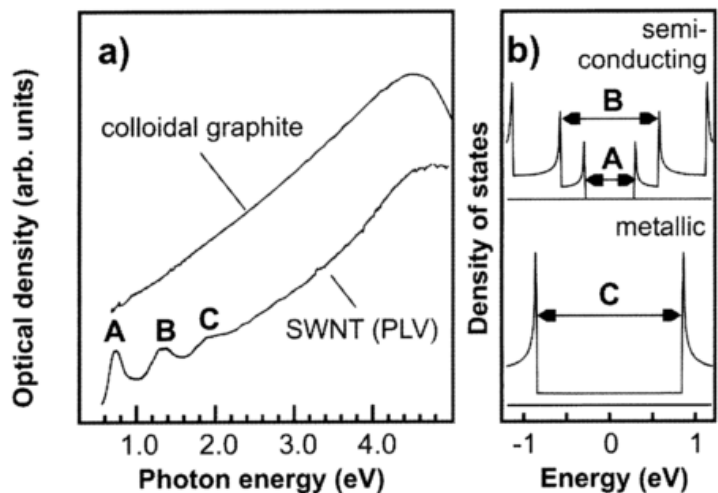 a)
colloidal graphite
A
B
C
SWNT (PLV)
1.0
2.0
3.0
4.0
Photon energy (eV)
Optical density (arb. units)
b)
semi-
conducting
B
A
metallic
C
-1
0
1
Energy (eV)
Density of states